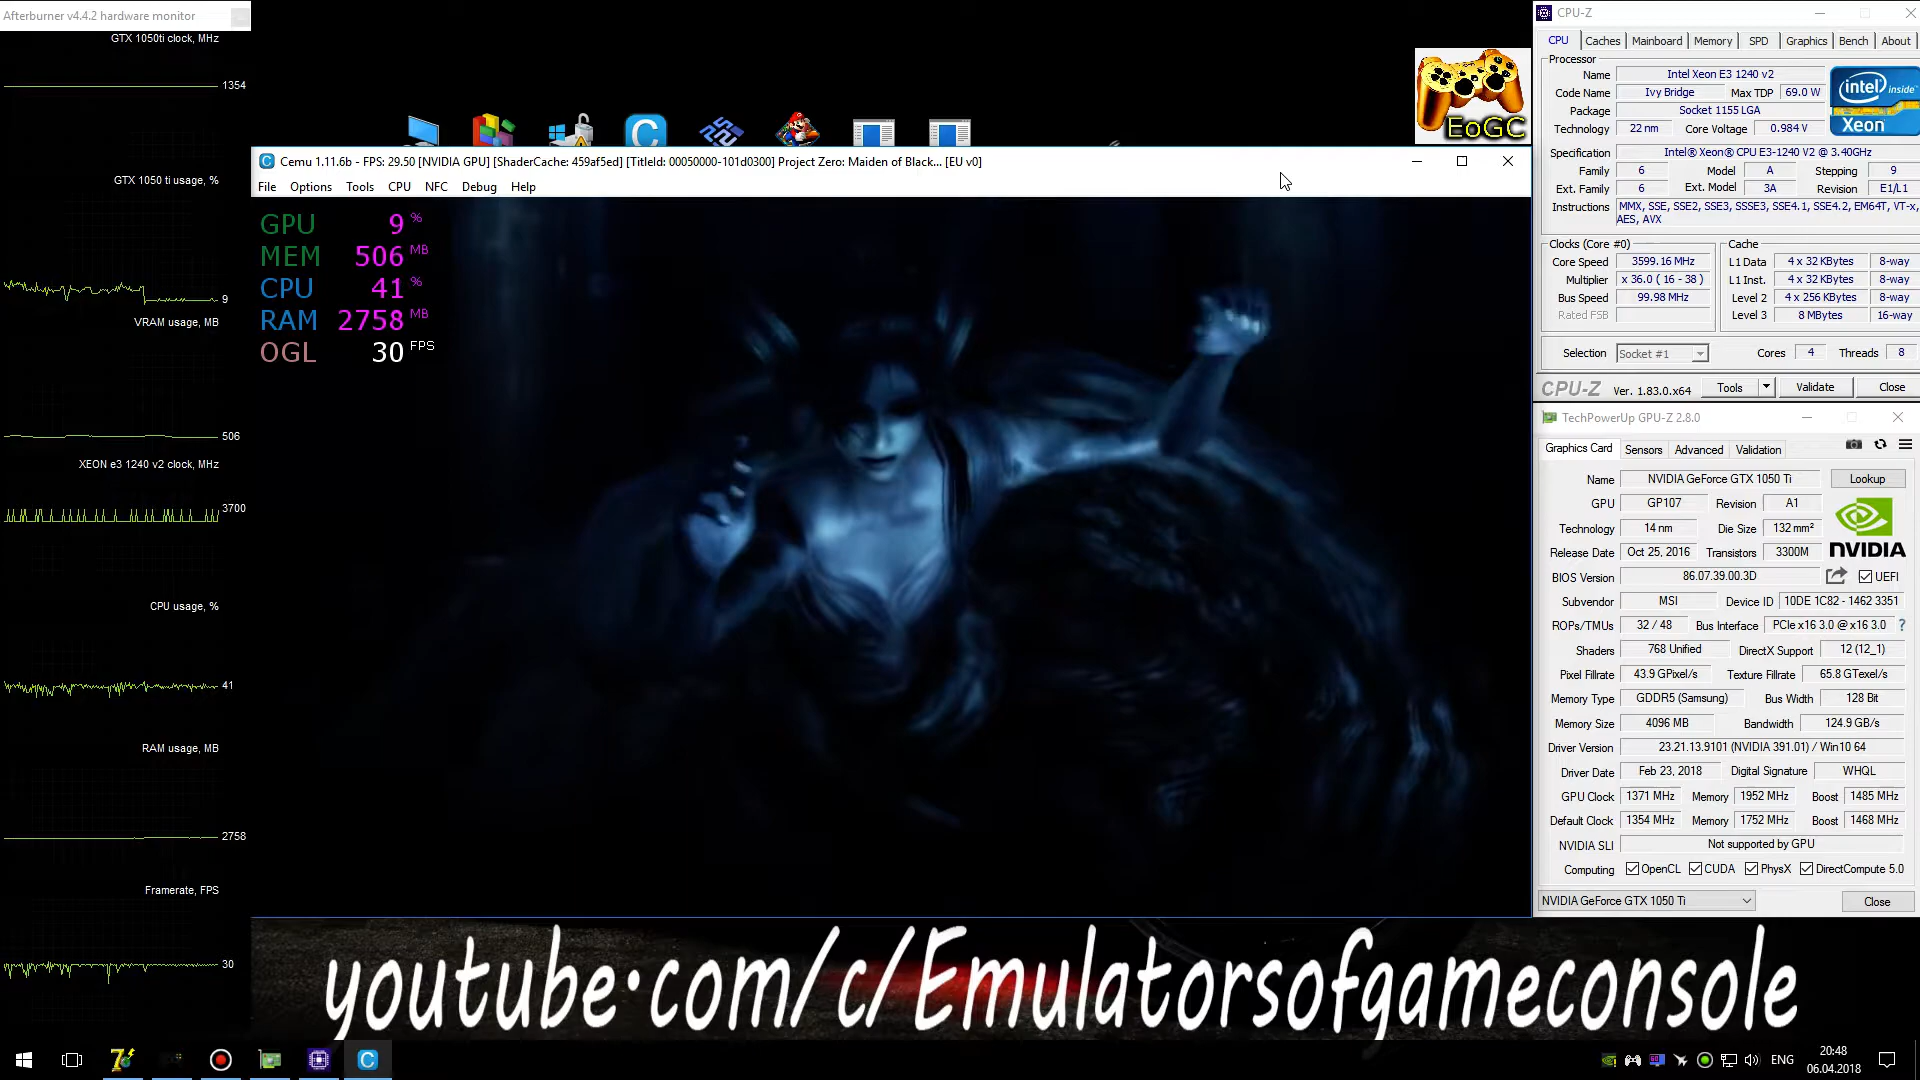 Afterburner v4.4.2 hardware monitor
GTX 1050ti clock, MHz
1354
GTX 1050 ti usage, %
9
VRAM usage, MB
506
XEON e3 1240 v2 clock, MHz
3700
CPU usage, %
41
RAM usage, MB
2758
Framerate, FPS
30
EoGC
Cemu 1.11.6b - FPS: 29.50 [NVIDIA GPU] [ShaderCache: 459af5ed] [TitleId: 00050000-101d0300] Project Zero: Maiden of Black... [EU v0]
File Options Tools CPU NFC Debug Help
GPU 9 %
MEM 506 MB
CPU 41 %
RAM 2758 MB
OGL 30 FPS
CPU-Z
CPU Caches Mainboard Memory SPD Graphics Bench About
Processor
Name Intel Xeon E3 1240 v2
Code Name Ivy Bridge Max TDP 69.0 W
Package Socket 1155 LGA
Technology 22 nm Core Voltage 0.984 V
intel inside™
Xeon
Specification Intel® Xeon® CPU E3-1240 V2 @ 3.40GHz
Family 6 Model A Stepping 9
Ext. Family 6 Ext. Model 3A Revision E1/L1
Instructions MMX, SSE, SSE2, SSE3, SSSE3, SSE4.1, SSE4.2, EM64T, VT-x,
AES, AVX
Clocks (Core #0) Cache
Core Speed 3599.16 MHz L1 Data 4 x 32 KBytes 8-way
Multiplier x 36.0 ( 16 - 38 ) L1 Inst. 4 x 32 KBytes 8-way
Bus Speed 99.98 MHz Level 2 4 x 256 KBytes 8-way
Rated FSB Level 3 8 MBytes 16-way
Selection Socket #1 Cores 4 Threads 8
CPU-Z Ver. 1.83.0.x64 Tools Validate Close
TechPowerUp GPU-Z 2.8.0
Graphics Card Sensors Advanced Validation
Name NVIDIA GeForce GTX 1050 Ti Lookup
GPU GP107 Revision A1
Technology 14 nm Die Size 132 mm²
Release Date Oct 25, 2016 Transistors 3300M
NVIDIA
BIOS Version 86.07.39.00.3D UEFI
Subvendor MSI Device ID 10DE 1C82 - 1462 3351
ROPs/TMUs 32 / 48 Bus Interface PCIe x16 3.0 @ x16 3.0 ?
Shaders 768 Unified DirectX Support 12 (12_1)
Pixel Fillrate 43.9 GPixel/s Texture Fillrate 65.8 GTexel/s
Memory Type GDDR5 (Samsung) Bus Width 128 Bit
Memory Size 4096 MB Bandwidth 124.9 GB/s
Driver Version 23.21.13.9101 (NVIDIA 391.01) / Win10 64
Driver Date Feb 23, 2018 Digital Signature WHQL
GPU Clock 1371 MHz Memory 1952 MHz Boost 1485 MHz
Default Clock 1354 MHz Memory 1752 MHz Boost 1468 MHz
NVIDIA SLI Not supported by GPU
Computing OpenCL CUDA PhysX DirectCompute 5.0
NVIDIA GeForce GTX 1050 Ti Close
youtube.com/c/Emulatorsofgameconsole
ENG
20:48
06.04.2018